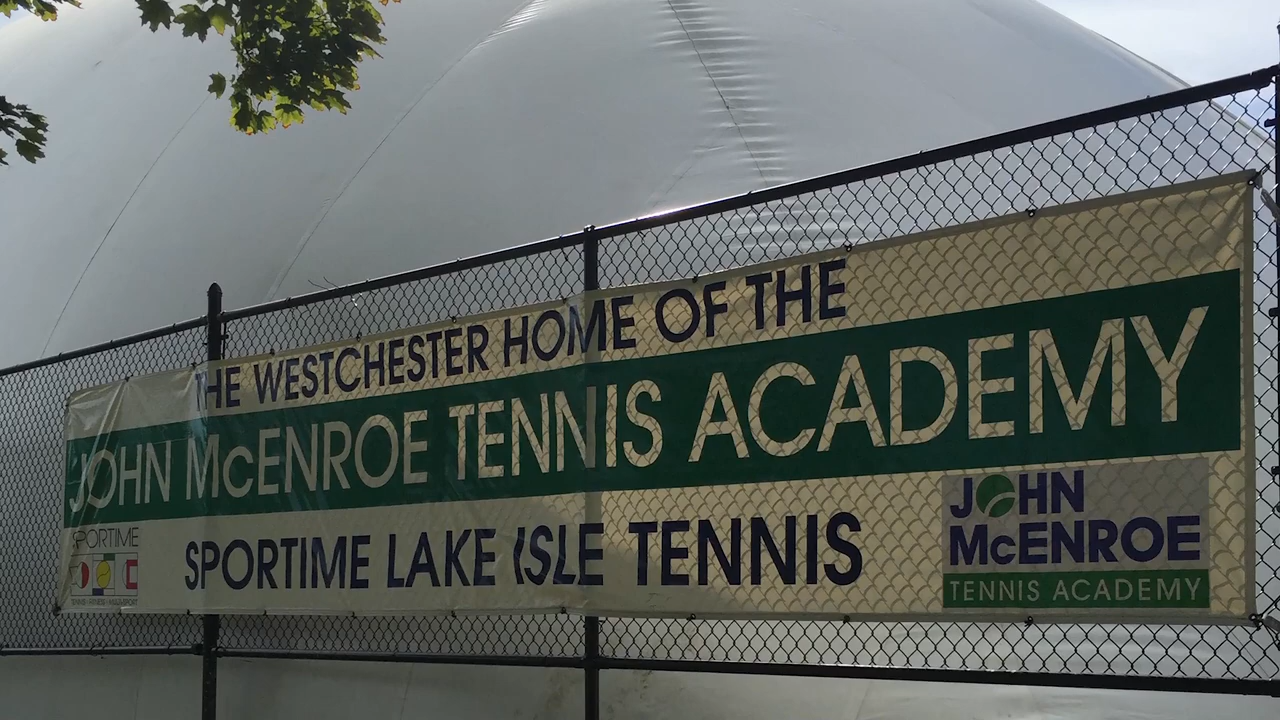 THE WESTCHESTER HOME OF THE
JOHN McENROE TENNIS ACADEMY
SPORTIME
SPORTIME LAKE ISLE TENNIS
JOHN
McENROE
TENNIS ACADEMY